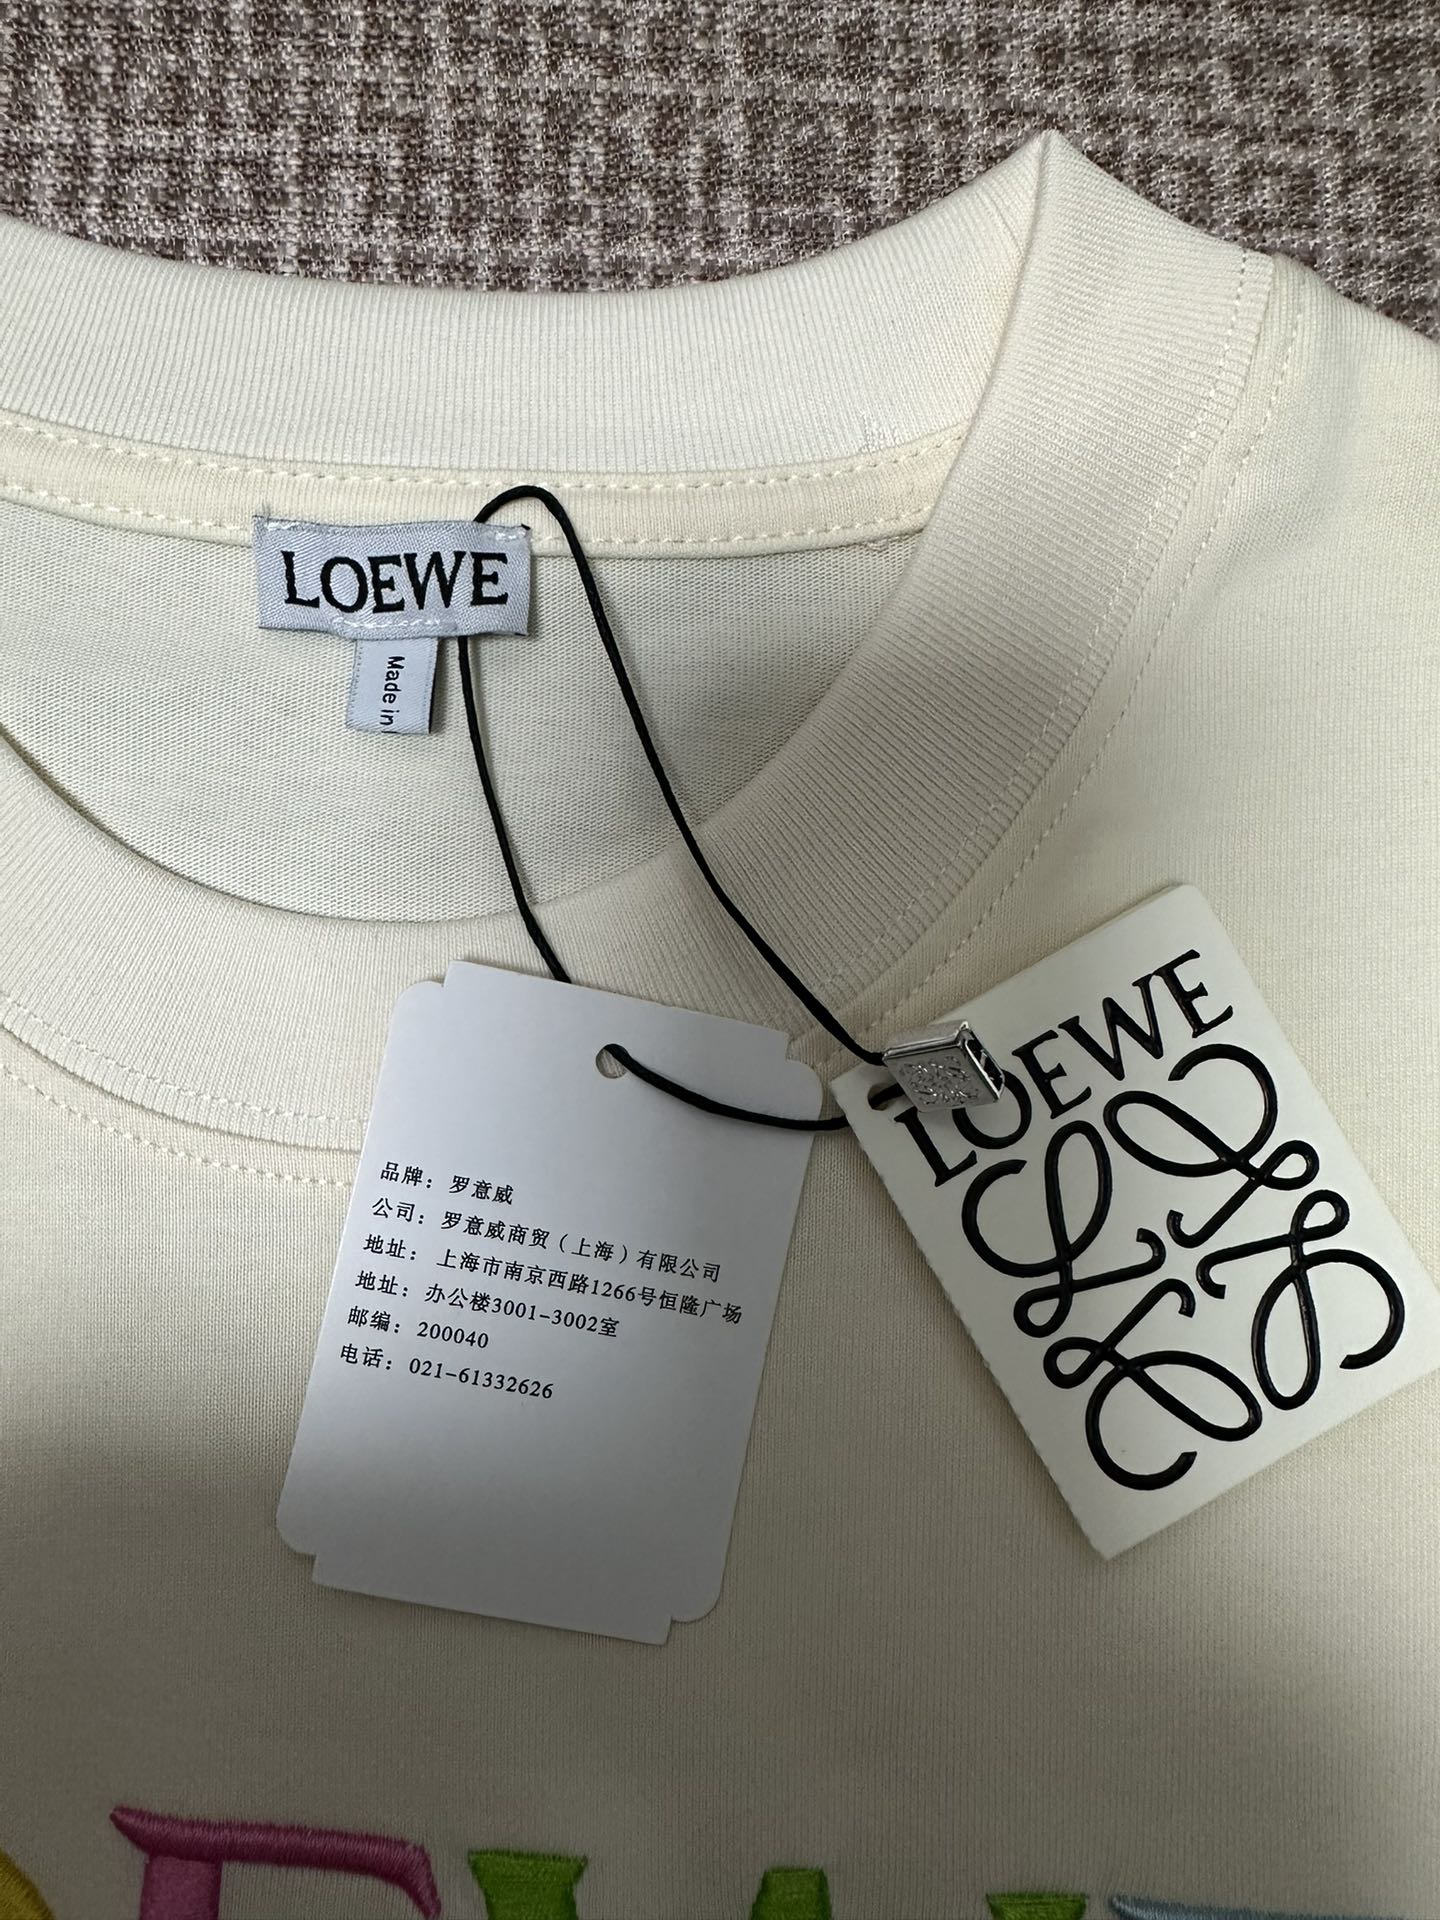 LOEWE
Made in
品牌：罗意威
公司：罗意威商贸（上海）有限公司
地址：上海市南京西路1266号恒隆广场
地址：办公楼3001-3002室
邮编：200040
电话：021-61332626
LOEWE